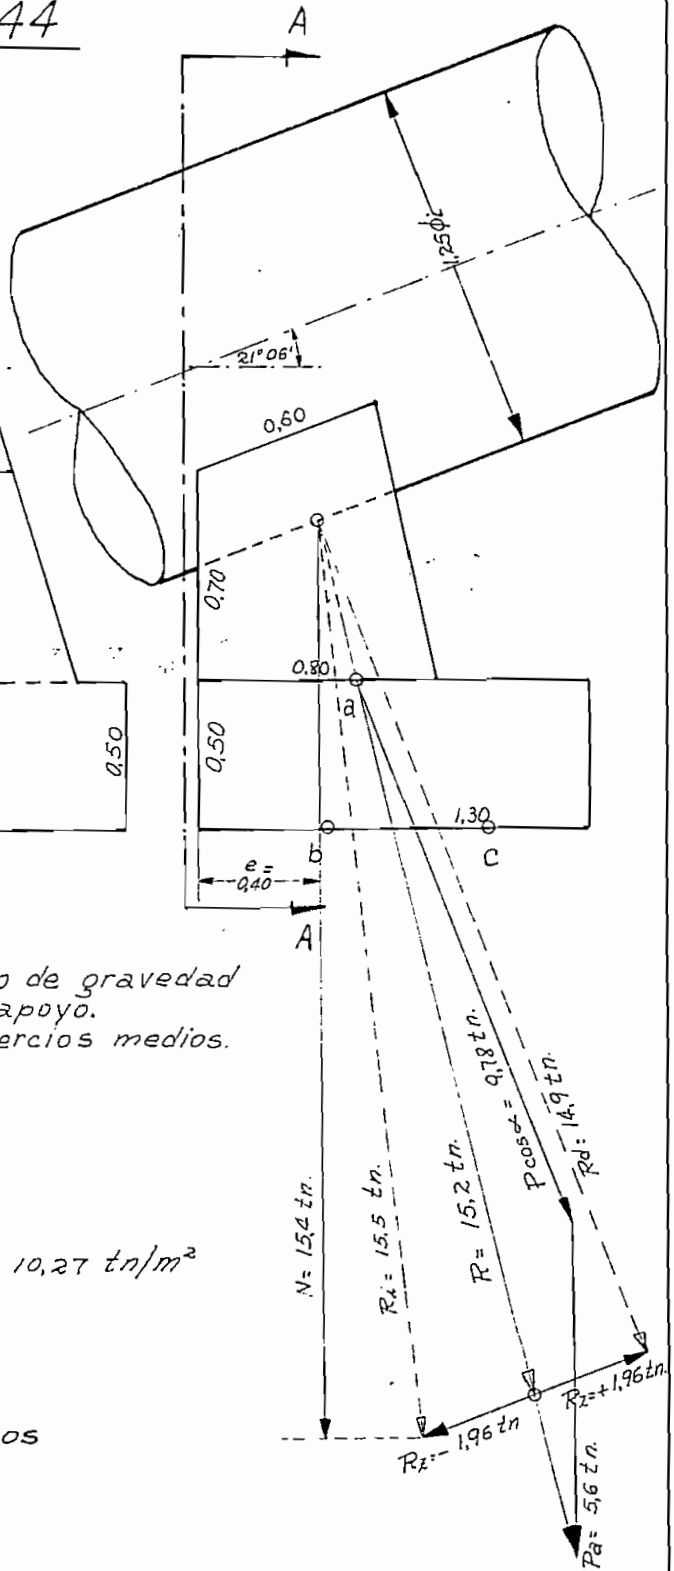 44
A
1,25φi
21° 06'
0,60
0,70
0,80
a
0,50
0,50
1,30
b
c
e =
0,40
A
o de gravedad
apoyo.
ercios medios.
N = 15,4 tn.
Ri = 15,5 tn.
R = 15,2 tn.
P cos α = 9,78 tn.
Rd = 14,9 tn.
10,27 tn/m²
Rz = + 1,96 tn.
Rz = - 1,96 tn
os
Pa = 5,6 tn.